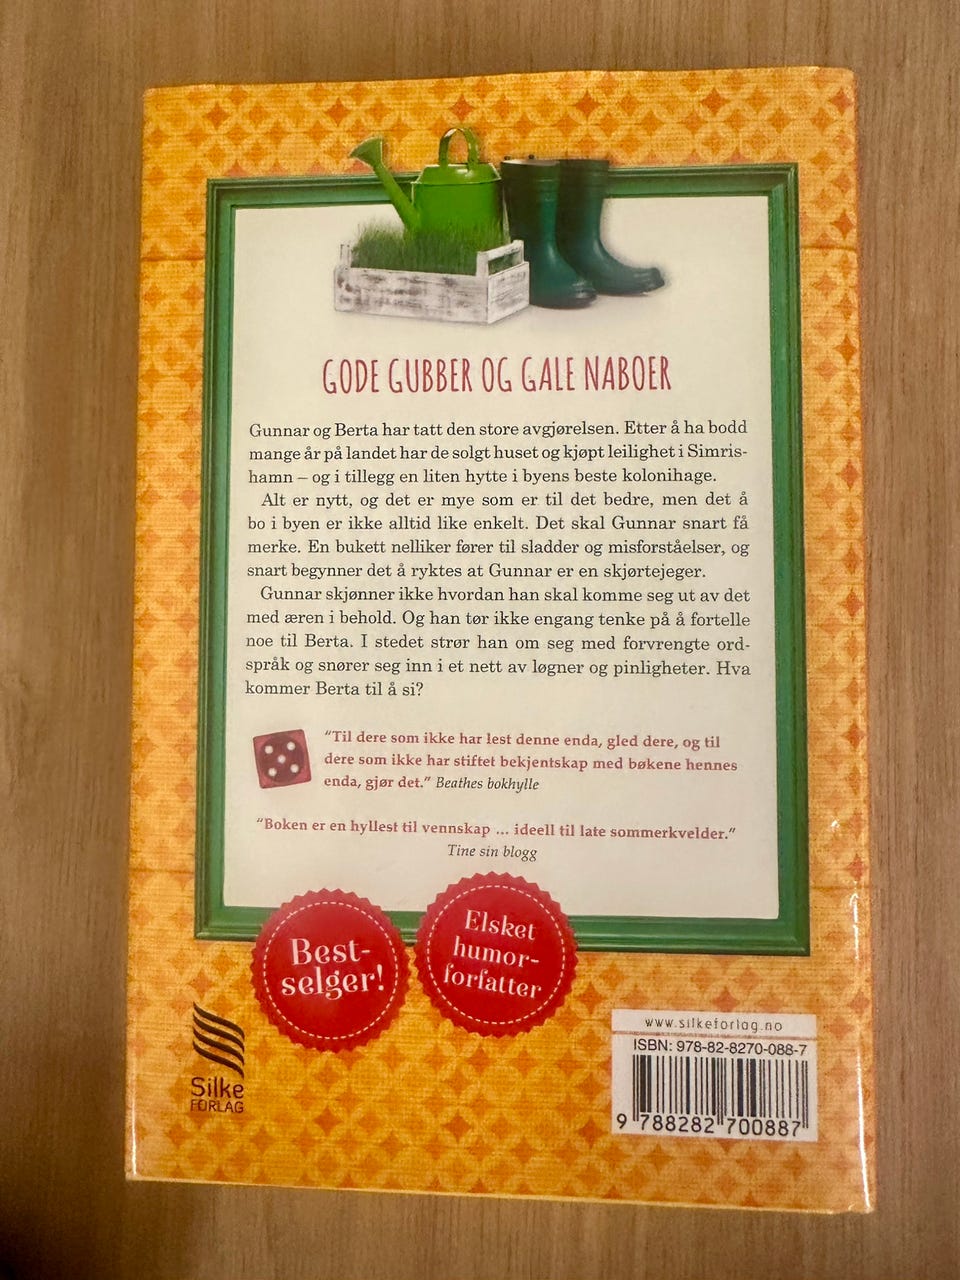 GODE GUBBER OG GALE NABOER
Gunnar og Berta har tatt den store avgjørelsen. Etter å ha bodd
mange år på landet har de solgt huset og kjøpt leilighet i Simris-
hamn – og i tillegg en liten hytte i byens beste kolonihage.
Alt er nytt, og det er mye som er til det bedre, men det å
bo i byen er ikke alltid like enkelt. Det skal Gunnar snart få
merke. En bukett nelliker fører til sladder og misforståelser, og
snart begynner det å ryktes at Gunnar er en skjørtejeger.
Gunnar skjønner ikke hvordan han skal komme seg ut av det
med æren i behold. Og han tør ikke engang tenke på å fortelle
noe til Berta. I stedet strør han om seg med forvrengte ord-
språk og snører seg inn i et nett av løgner og pinligheter. Hva
kommer Berta til å si?
“Til dere som ikke har lest denne enda, gled dere, og til
dere som ikke har stiftet bekjentskap med bøkene hennes
enda, gjør det.” Beathes bokhylle
“Boken er en hyllest til vennskap ... ideell til late sommerkvelder.”
Tine sin blogg
Best-
selger!
Elsket
humor-
forfatter
Silke
FORLAG
www.silkeforlag.no
ISBN: 978-82-8270-088-7
9 788282 700887